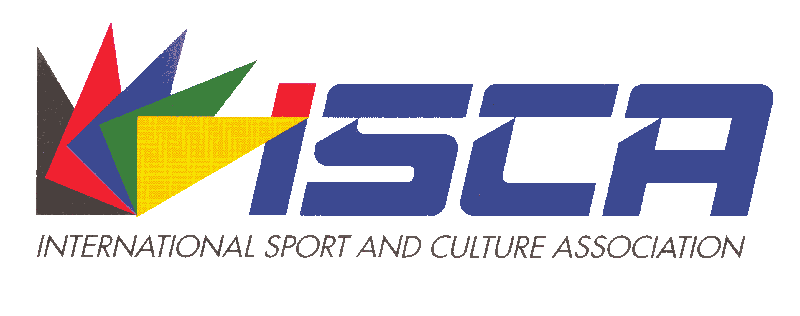 iSCA
INTERNATIONAL SPORT AND CULTURE ASSOCIATION